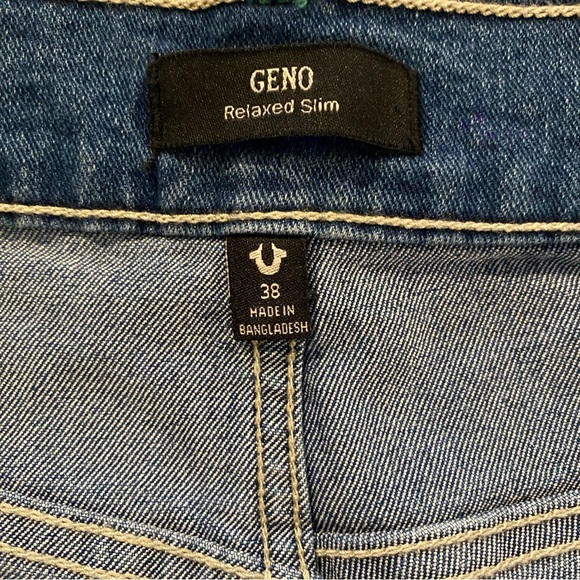 GENO
Relaxed Slim
38
MADE IN
BANGLADESH